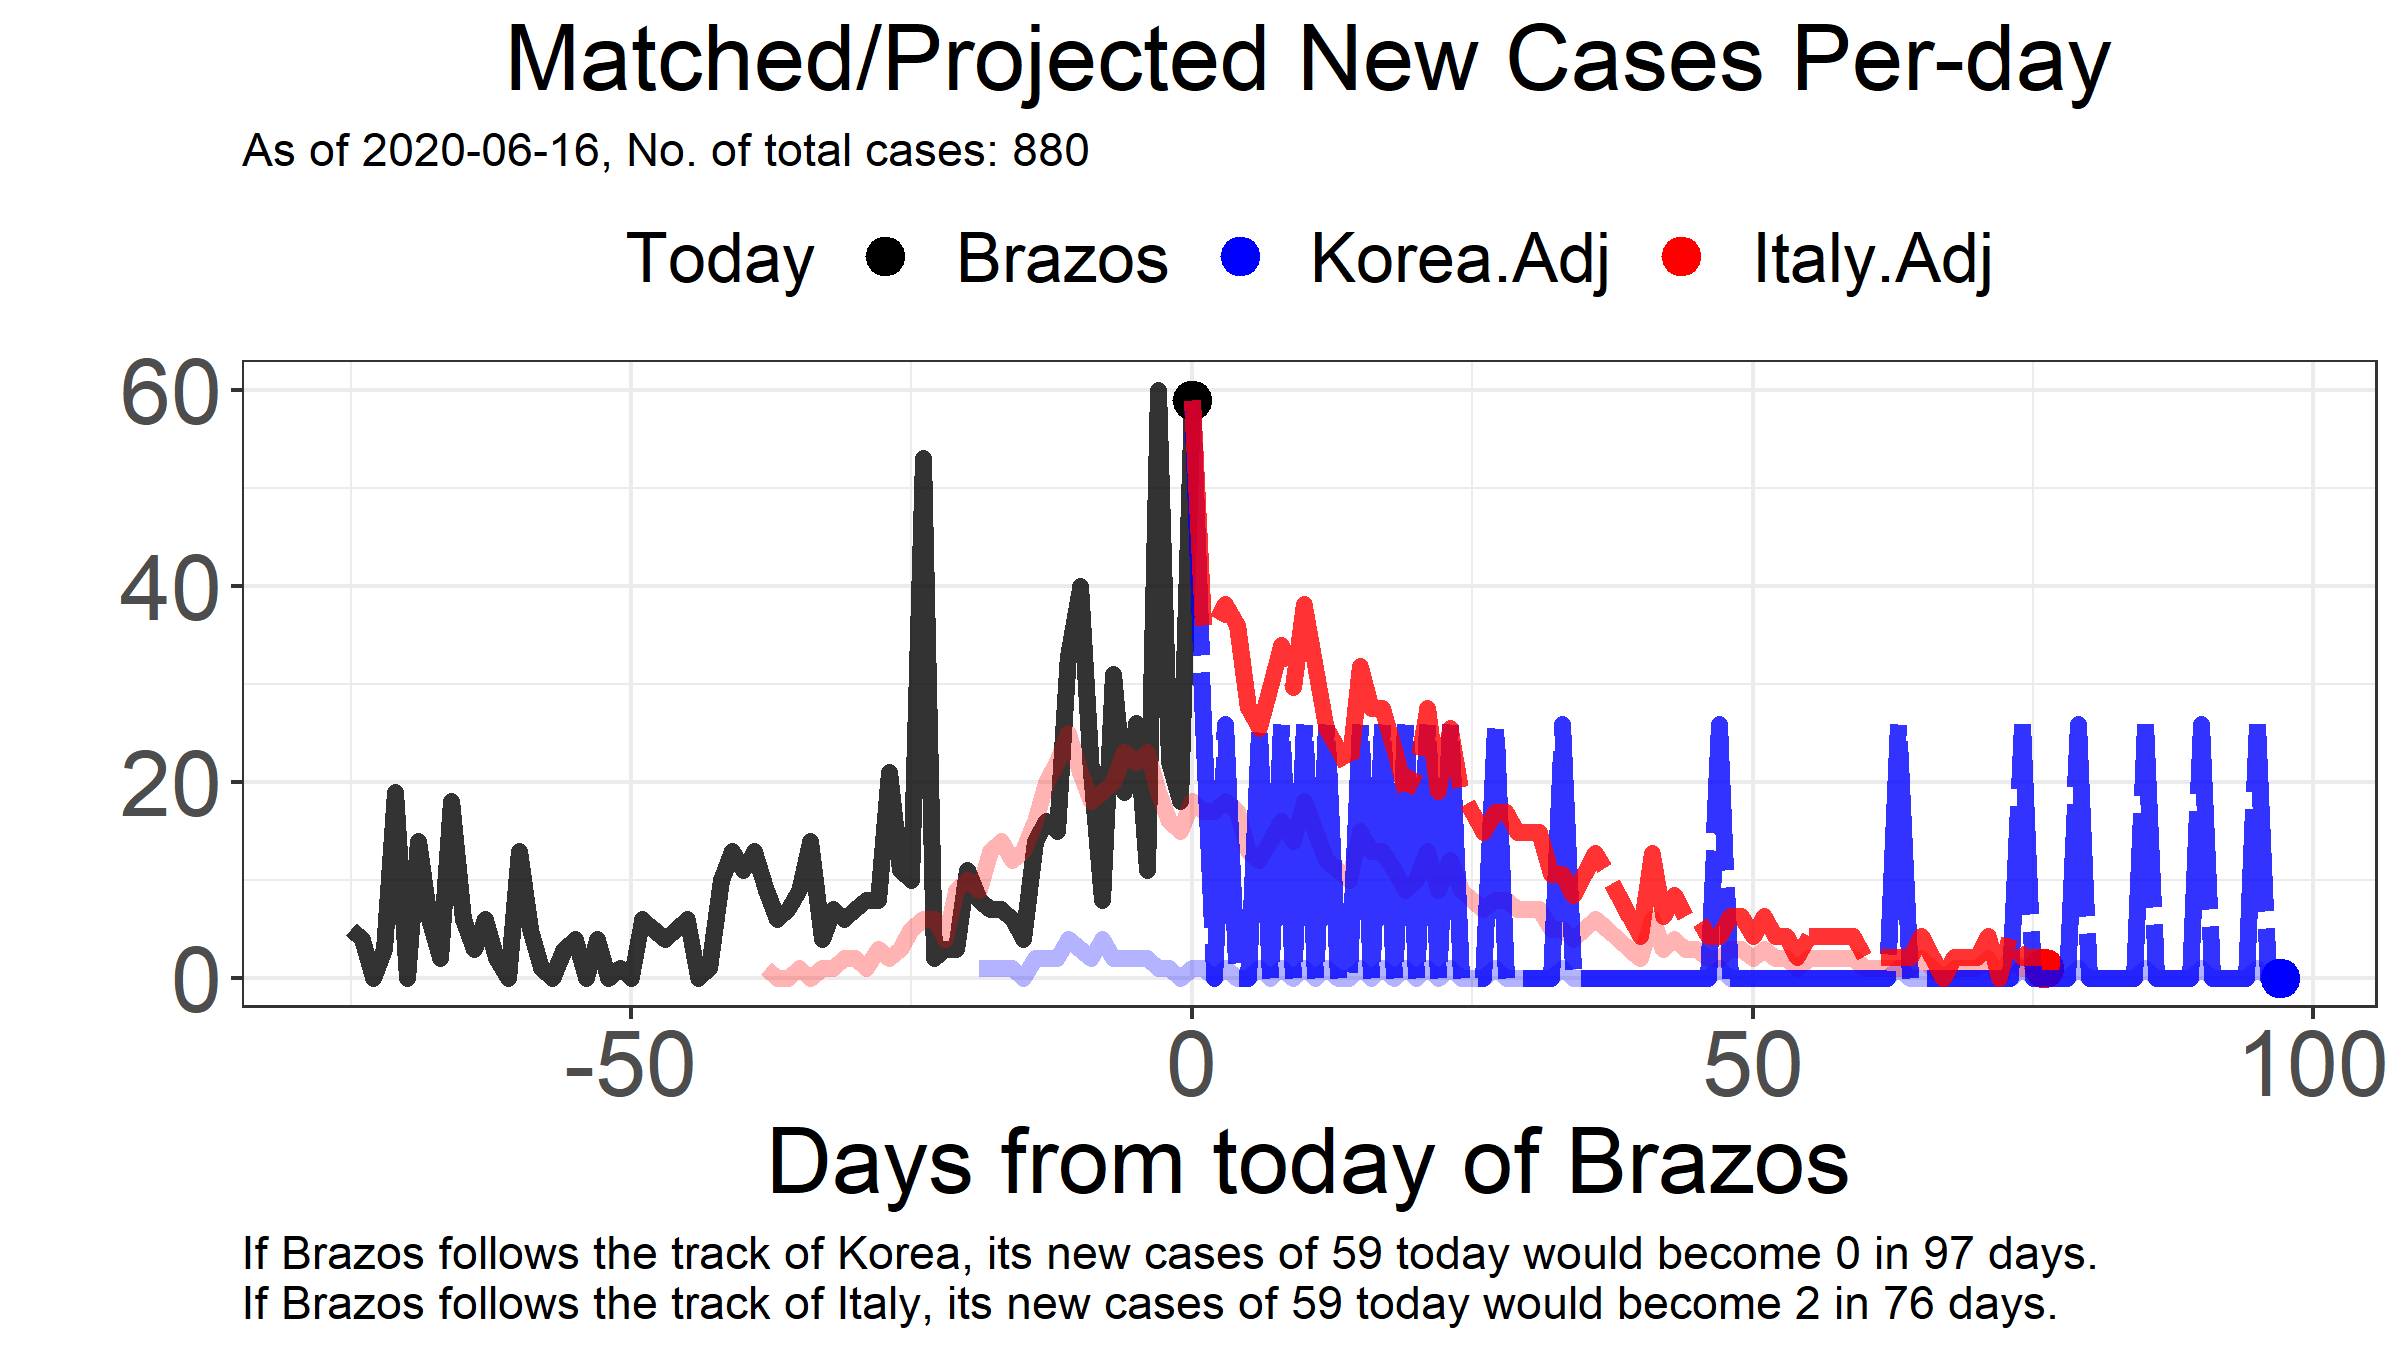 Matched/Projected New Cases Per-day
As of 2020-06-16, No. of total cases: 880
Today Brazos Korea.Adj Italy.Adj
60
40
20
0
-50 0 50 100
Days from today of Brazos
If Brazos follows the track of Korea, its new cases of 59 today would become 0 in 97 days.
If Brazos follows the track of Italy, its new cases of 59 today would become 2 in 76 days.